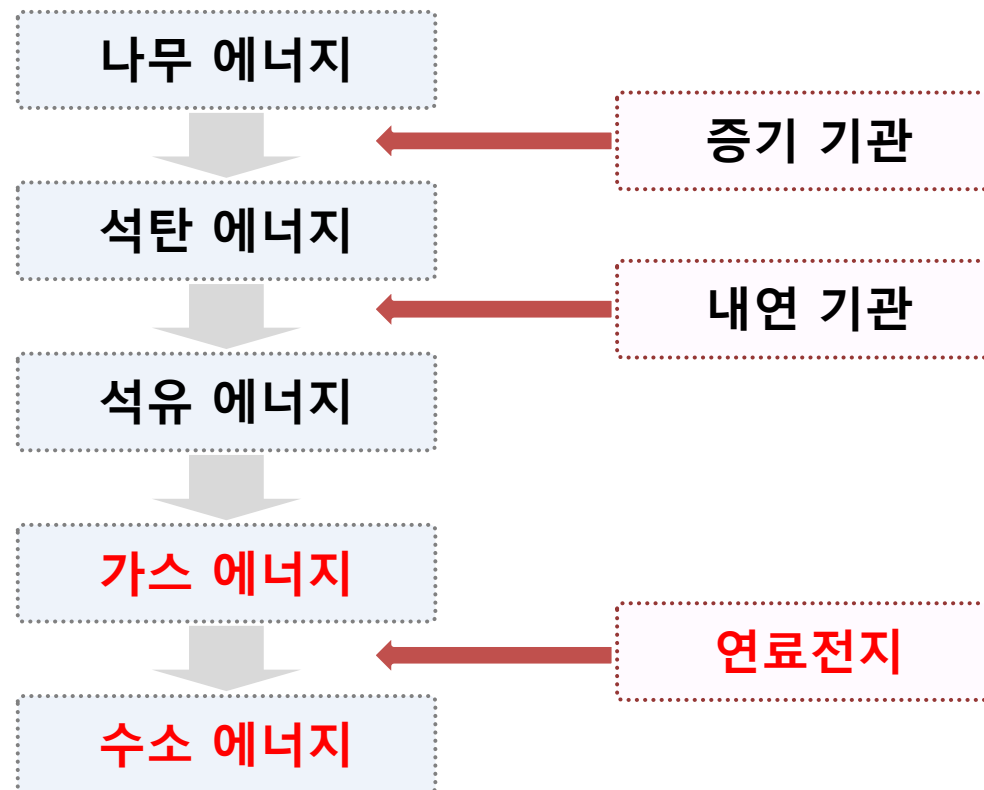 나무 에너지
증기 기관
석탄 에너지
내연 기관
석유 에너지
가스 에너지
연료전지
수소 에너지